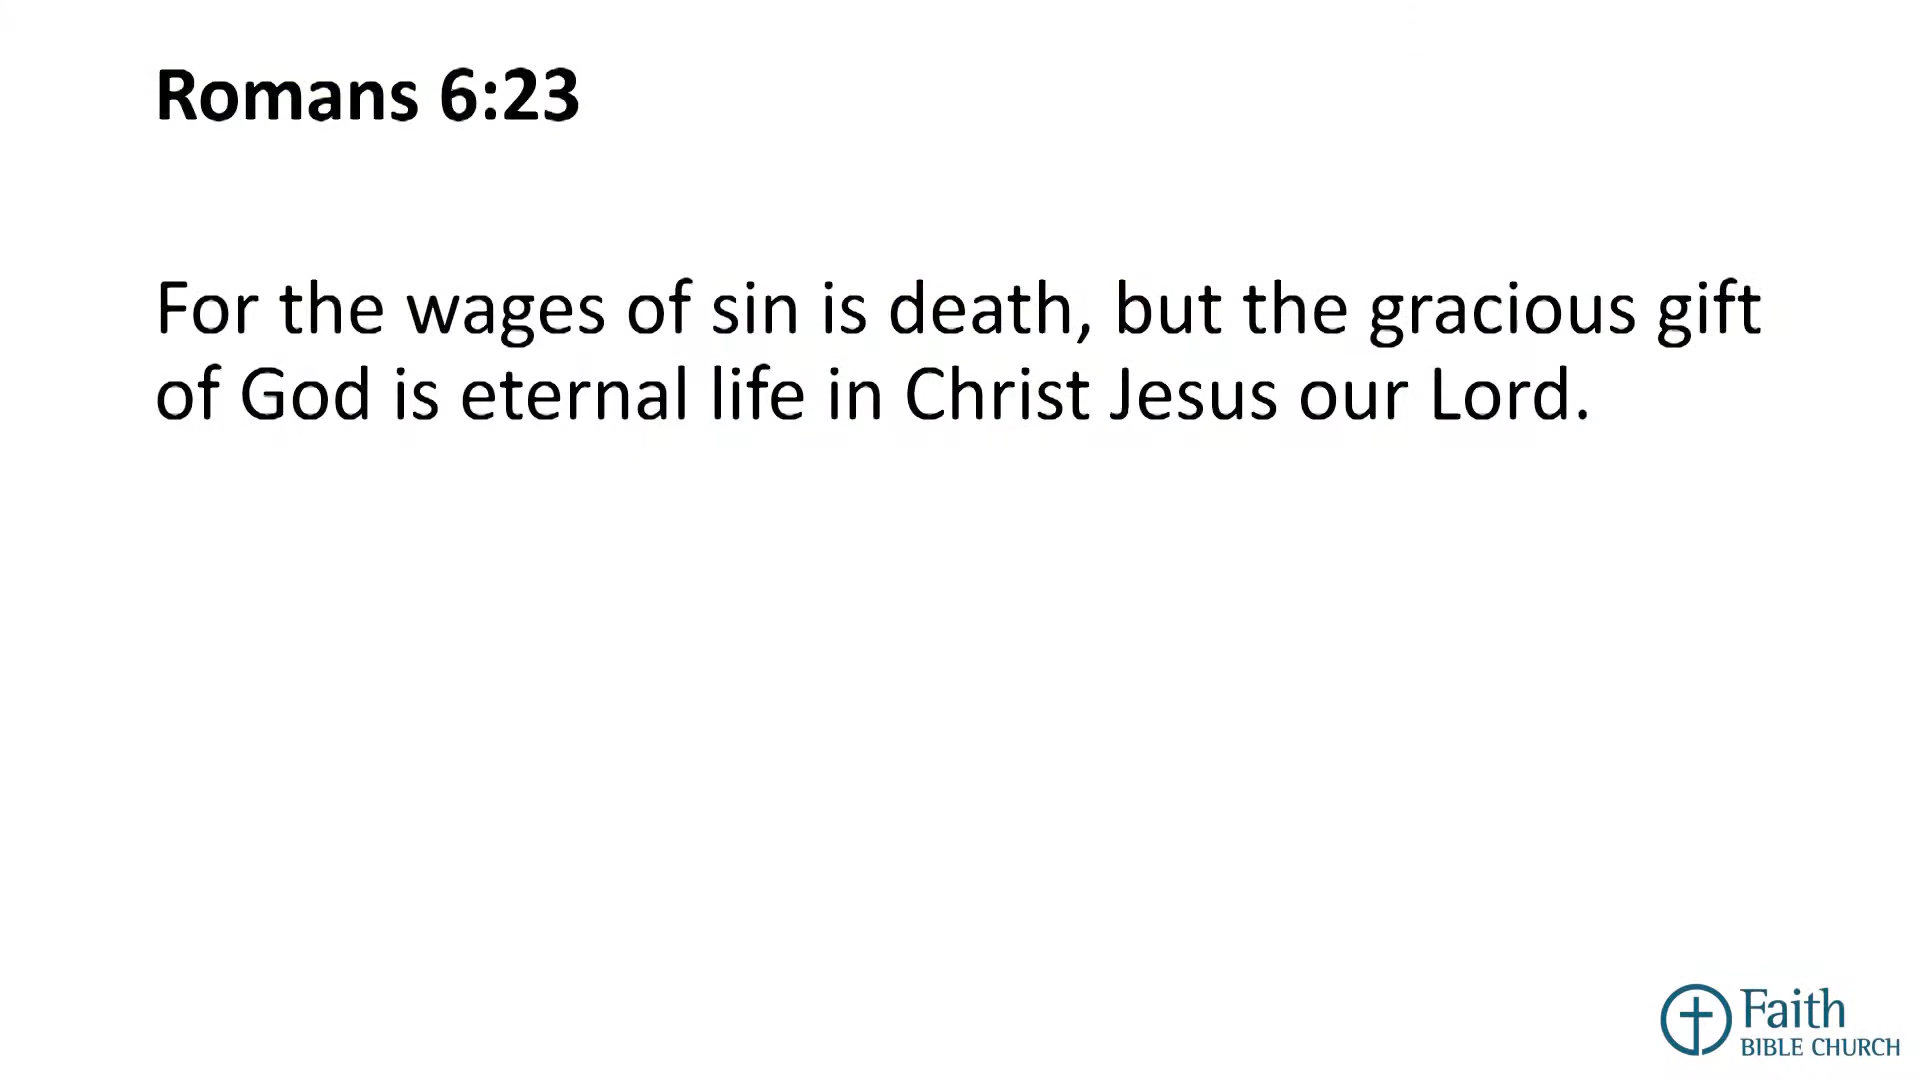 Romans 6:23
For the wages of sin is death, but the gracious gift
of God is eternal life in Christ Jesus our Lord.
Faith
BIBLE CHURCH